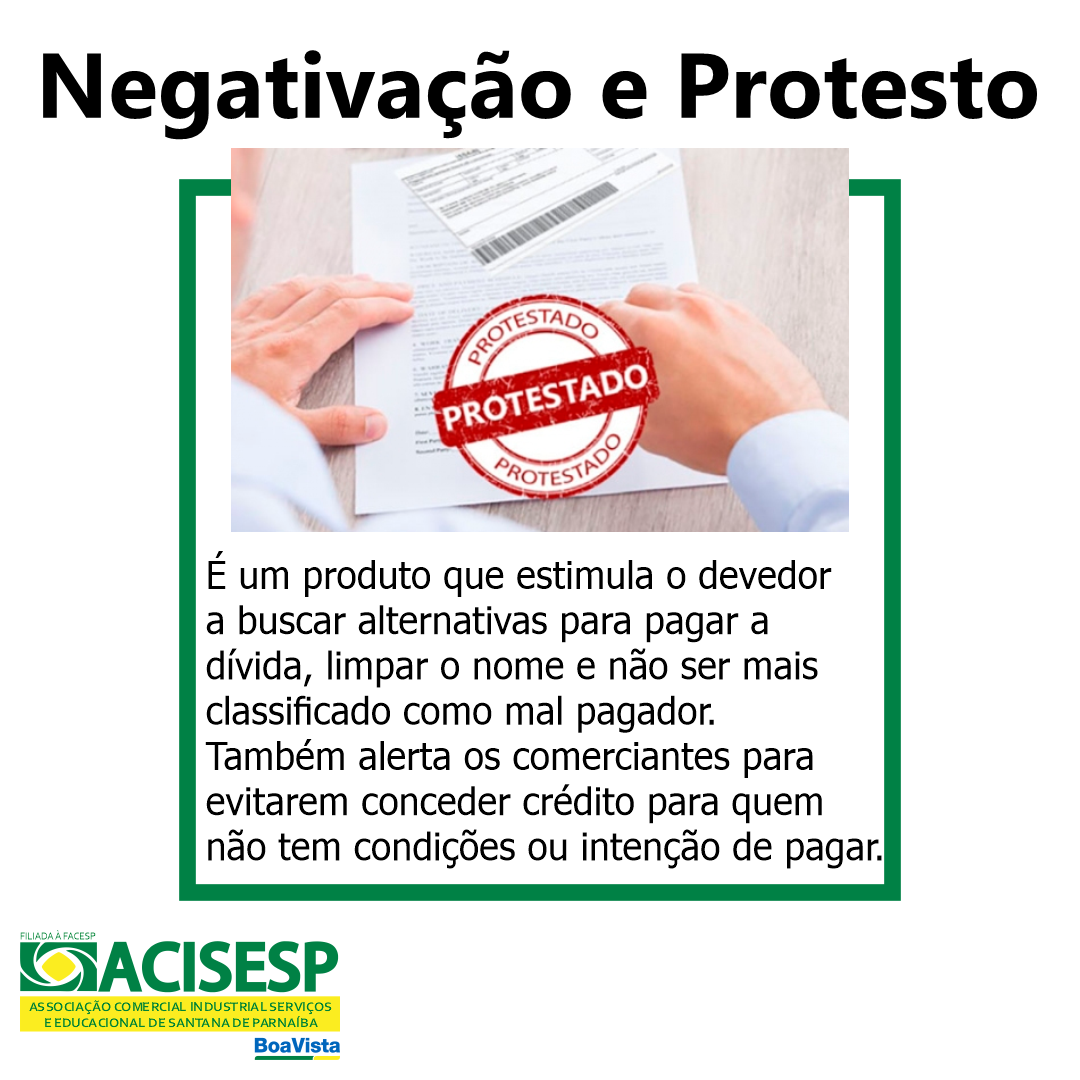 Negativação e Protesto
PROTESTADO
PROTESTADO
PROTESTADO
É um produto que estimula o devedor
a buscar alternativas para pagar a
dívida, limpar o nome e não ser mais
classificado como mal pagador.
Também alerta os comerciantes para
evitarem conceder crédito para quem
não tem condições ou intenção de pagar.
FILIADA À FACESP
ACISESP
ASSOCIAÇÃO COMERCIAL INDUSTRIAL SERVIÇOS
E EDUCACIONAL DE SANTANA DE PARNAÍBA
BoaVista